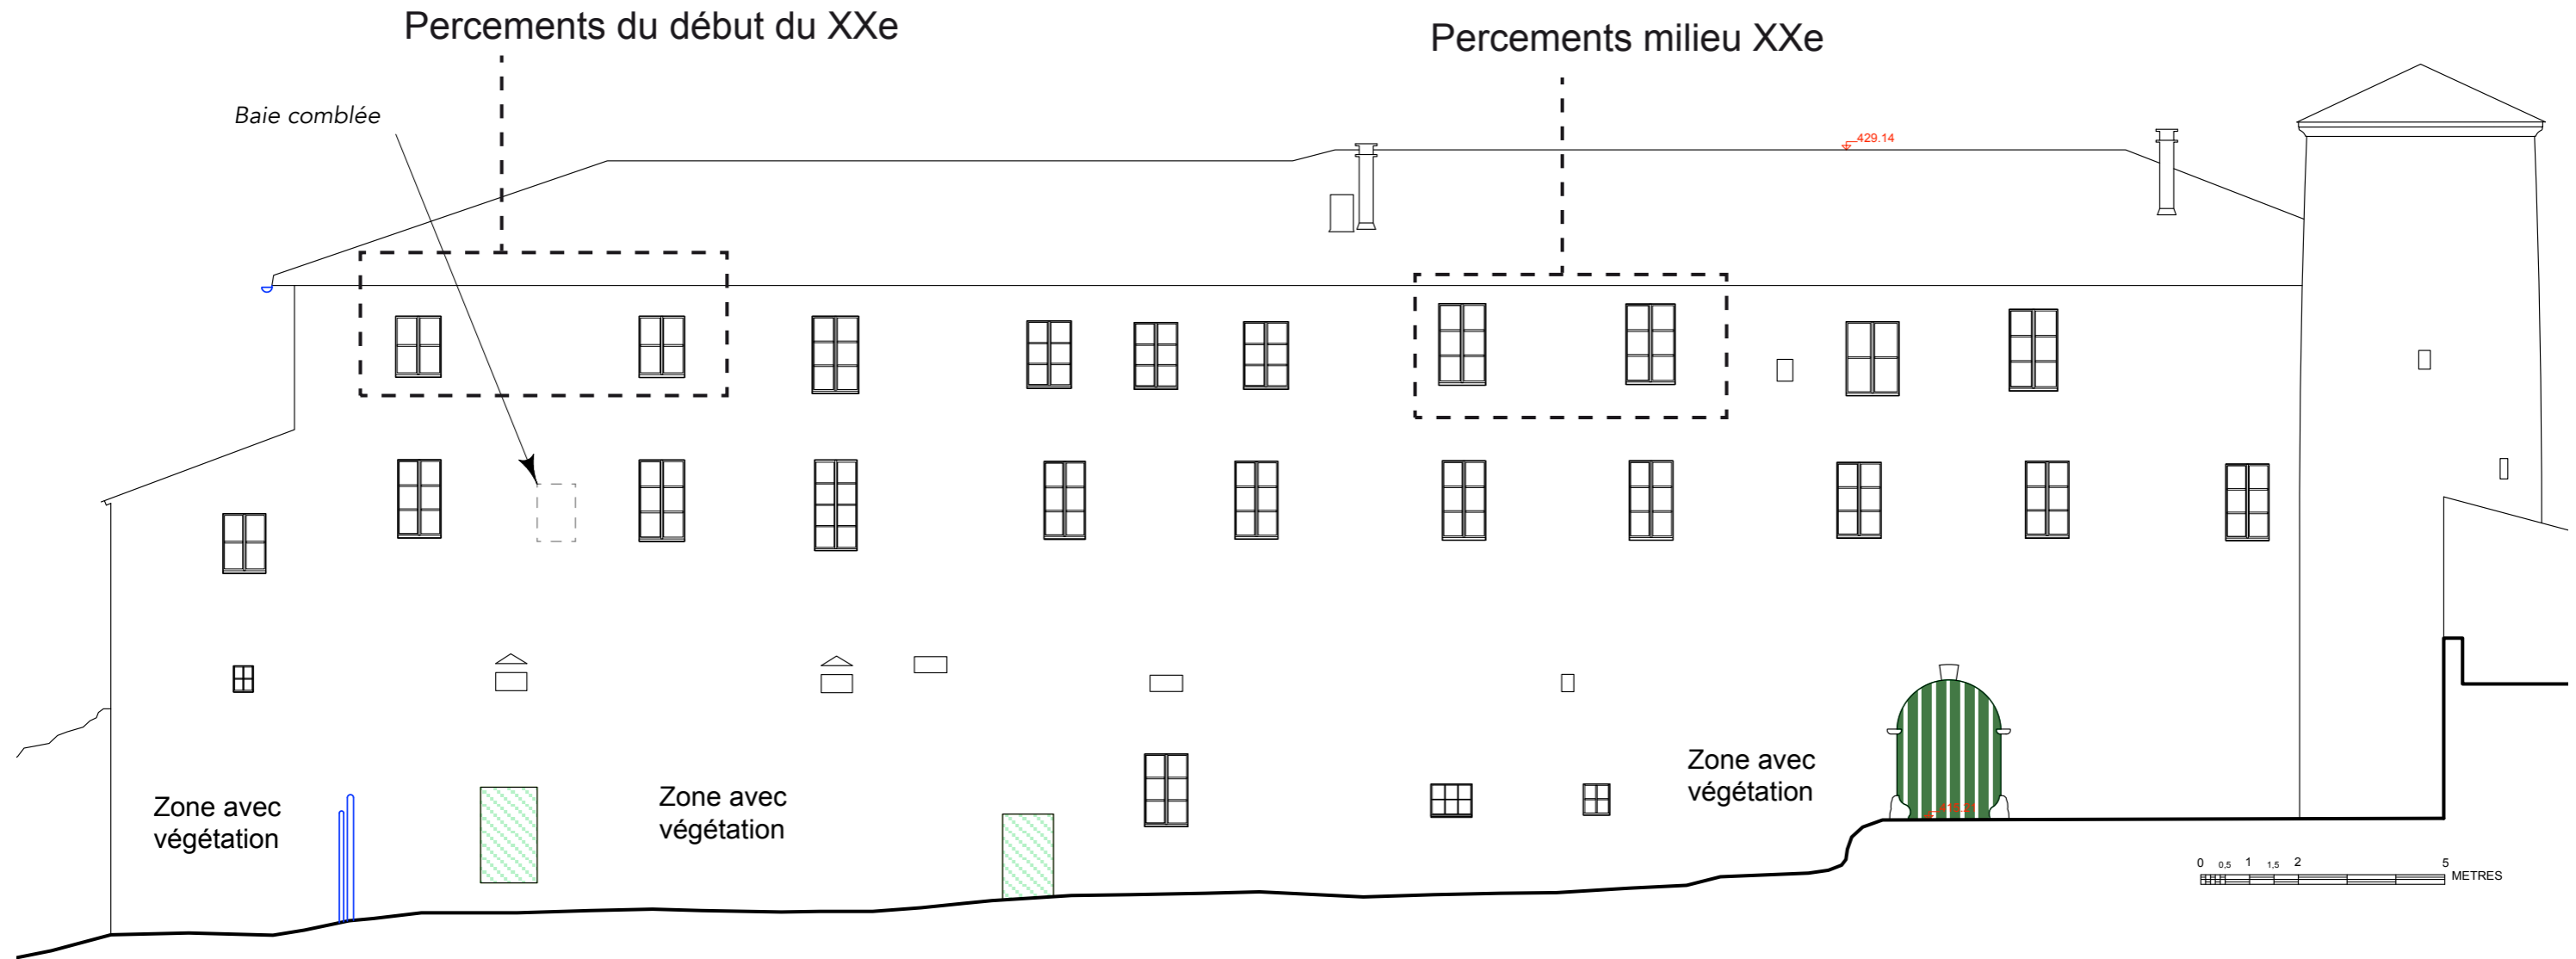 Percements du début du XXe
Percements milieu XXe
Baie comblée
429.14
Zone avec
végétation
Zone avec
végétation
Zone avec
végétation
0 0,5 1 1,5 2 5
METRES